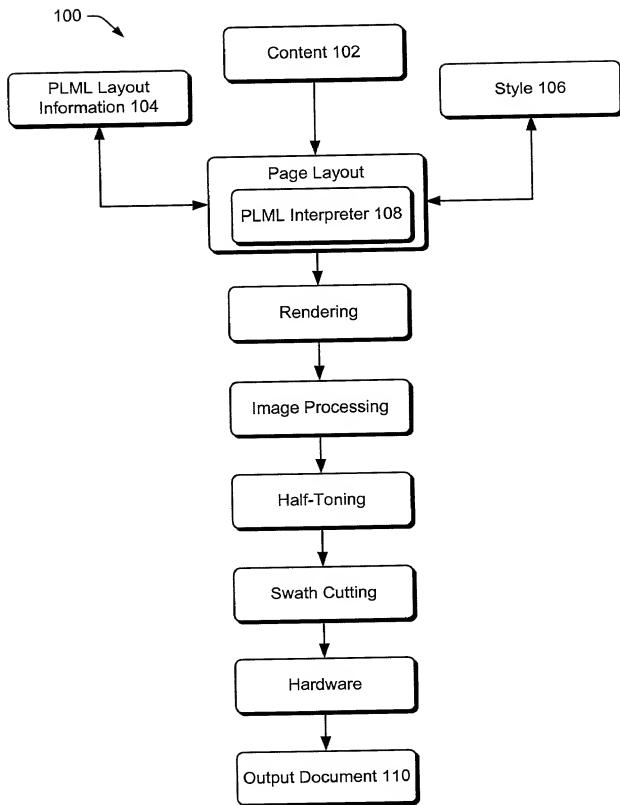 100
Content 102
PLML Layout
Information 104
Style 106
Page Layout
PLML Interpreter 108
Rendering
Image Processing
Half-Toning
Swath Cutting
Hardware
Output Document 110